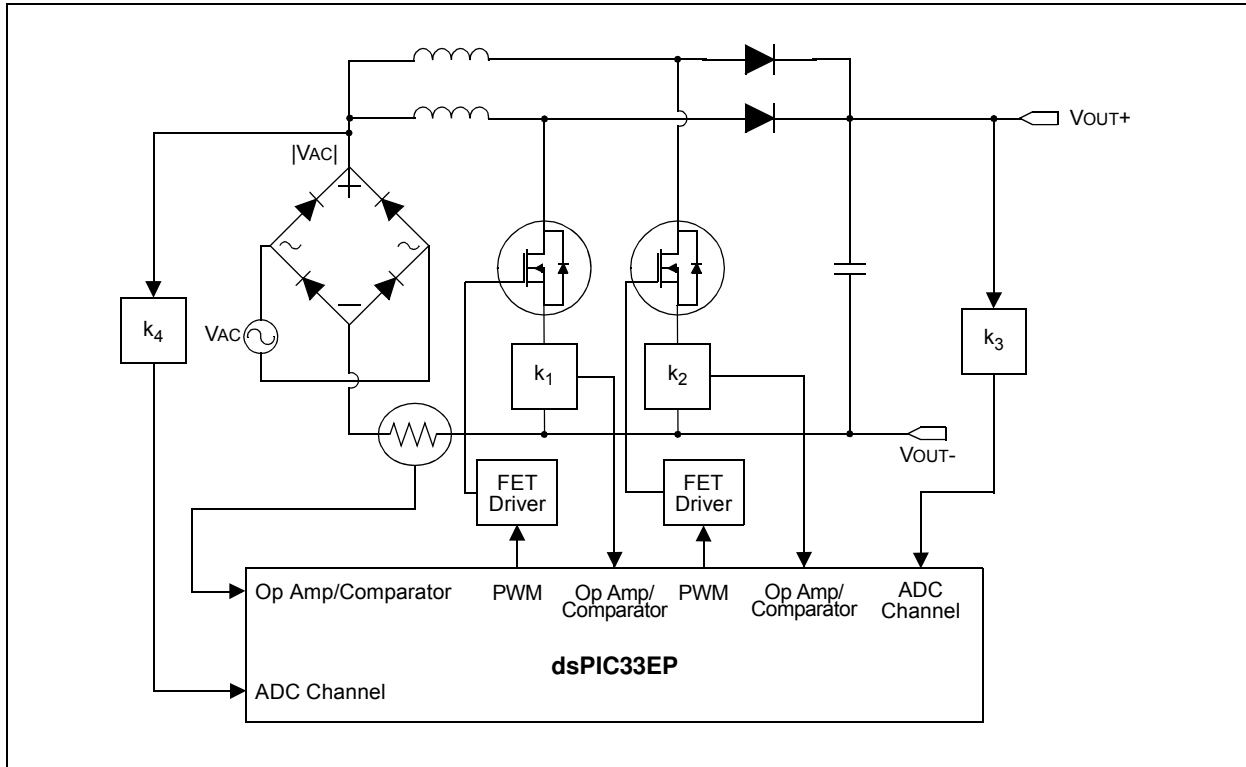 VOUT+
|VAC|
k4
VAC
k1
k2
k3
VOUT-
FET
Driver
FET
Driver
Op Amp/Comparator
PWM
Op Amp/
Comparator
PWM
Op Amp/
Comparator
ADC
Channel
dsPIC33EP
ADC Channel